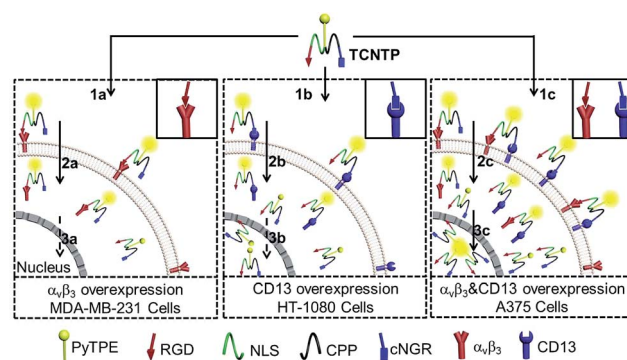 TCNTP
1a
1b
1c
2a
2b
2c
3a
3b
3c
Nucleus
αvβ3 overexpression
MDA-MB-231 Cells
CD13 overexpression
HT-1080 Cells
αvβ3&CD13 overexpression
A375 Cells
PyTPE
RGD
NLS
CPP
cNGR
αvβ3
CD13